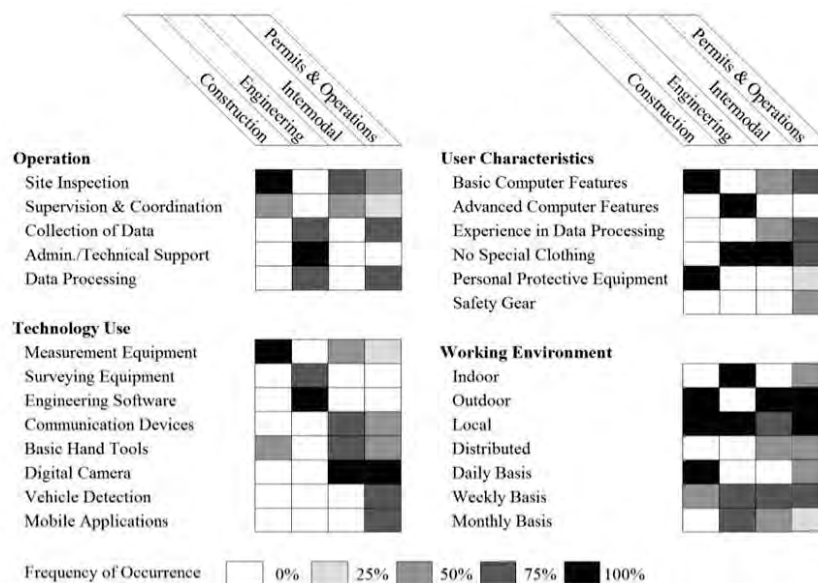 Construction
Engineering
Intermodal
Permits & Operations
Operation
Site Inspection
Supervision & Coordination
Collection of Data
Admin./Technical Support
Data Processing
Technology Use
Measurement Equipment
Surveying Equipment
Engineering Software
Communication Devices
Basic Hand Tools
Digital Camera
Vehicle Detection
Mobile Applications
Construction
Engineering
Intermodal
Permits & Operations
User Characteristics
Basic Computer Features
Advanced Computer Features
Experience in Data Processing
No Special Clothing
Personal Protective Equipment
Safety Gear
Working Environment
Indoor
Outdoor
Local
Distributed
Daily Basis
Weekly Basis
Monthly Basis
Frequency of Occurrence 0% 25% 50% 75% 100%